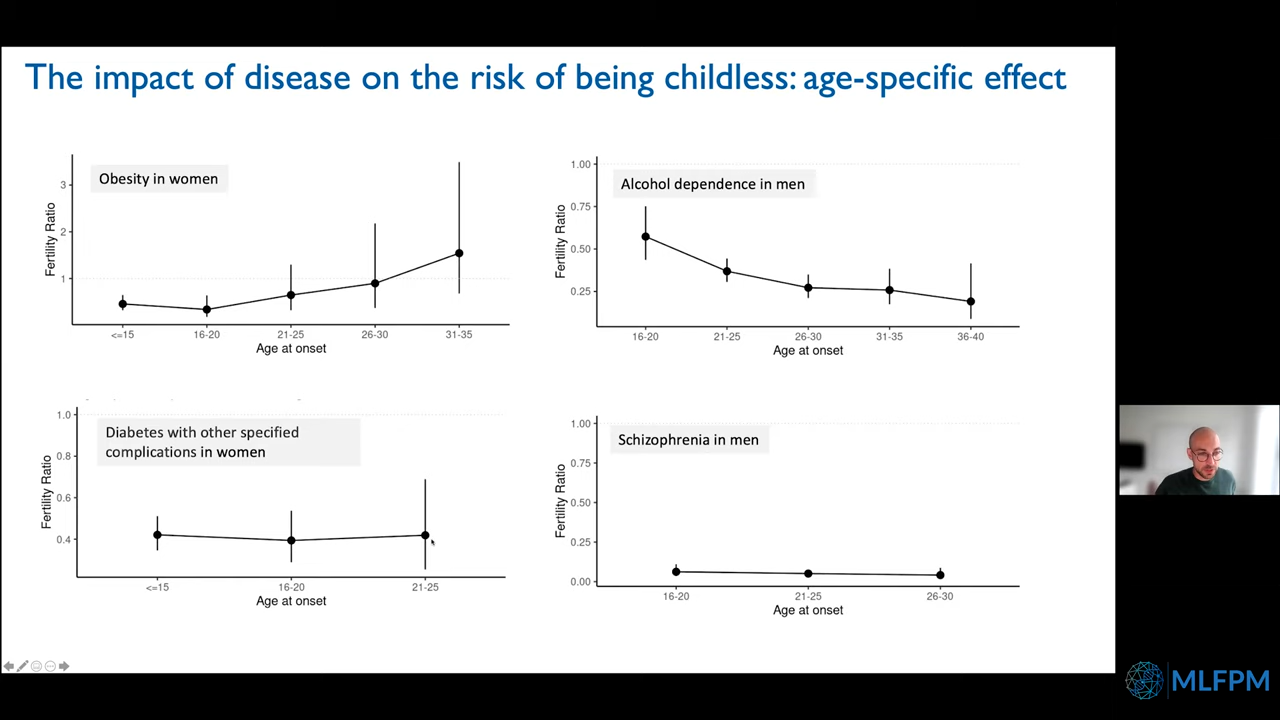 The impact of disease on the risk of being childless: age-specific effect
Obesity in women
Fertility Ratio
3
2
1
<=15 16-20 21-25 26-30 31-35
Age at onset
Alcohol dependence in men
Fertility Ratio
1.00
0.75
0.50
0.25
16-20 21-25 26-30 31-35 36-40
Age at onset
Diabetes with other specified
complications in women
Fertility Ratio
1.0
0.8
0.6
0.4
<=15 16-20 21-25
Age at onset
Schizophrenia in men
Fertility Ratio
1.00
0.75
0.50
0.25
0.00
16-20 21-25 26-30
Age at onset
MLFPM